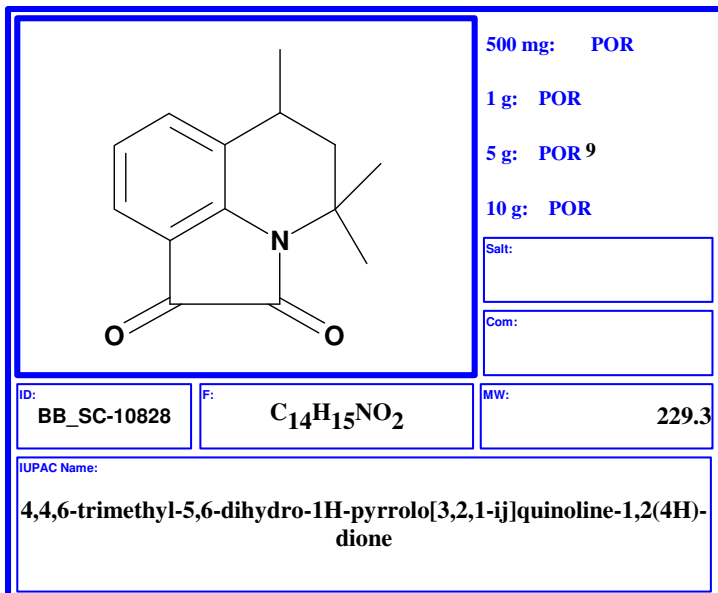 500 mg: POR
1 g: POR
5 g: POR 9
10 g: POR
N
O
O
Salt:
Com:
ID:
BB_SC-10828
F:
C14H15NO2
MW:
229.3
IUPAC Name:
4,4,6-trimethyl-5,6-dihydro-1H-pyrrolo[3,2,1-ij]quinoline-1,2(4H)-
dione